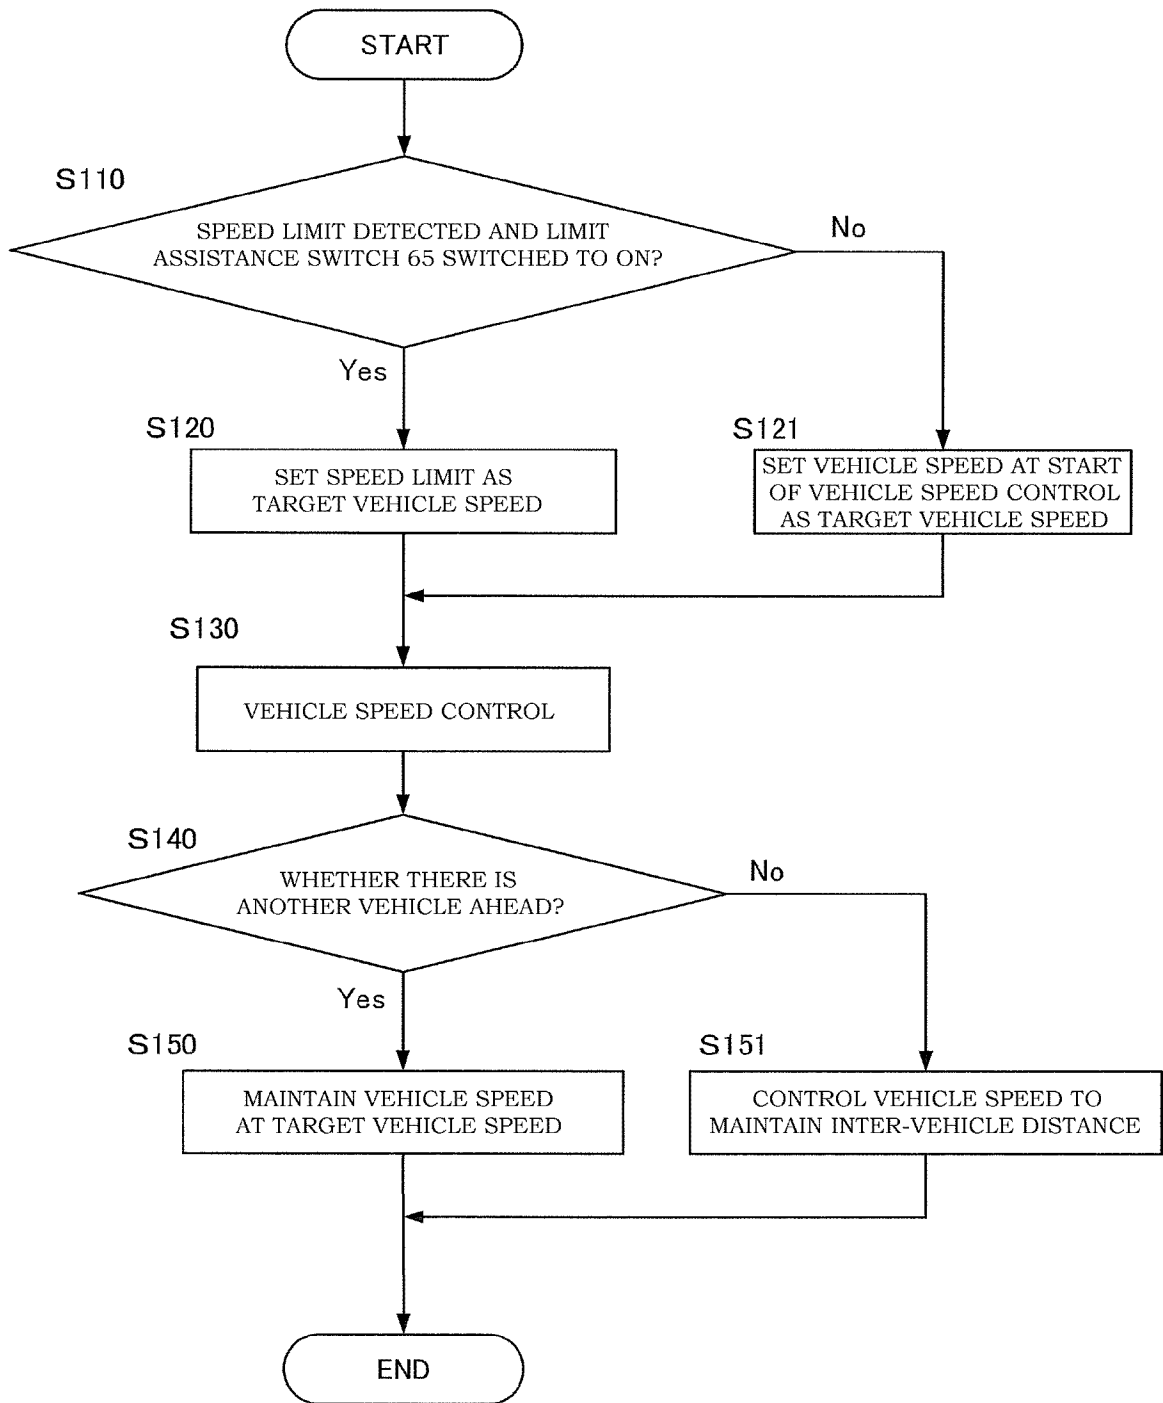 START
S110
SPEED LIMIT DETECTED AND LIMIT
ASSISTANCE SWITCH 65 SWITCHED TO ON?
No
Yes
S120
SET SPEED LIMIT AS
TARGET VEHICLE SPEED
S121
SET VEHICLE SPEED AT START
OF VEHICLE SPEED CONTROL
AS TARGET VEHICLE SPEED
S130
VEHICLE SPEED CONTROL
S140
WHETHER THERE IS
ANOTHER VEHICLE AHEAD?
No
Yes
S150
MAINTAIN VEHICLE SPEED
AT TARGET VEHICLE SPEED
S151
CONTROL VEHICLE SPEED TO
MAINTAIN INTER-VEHICLE DISTANCE
END